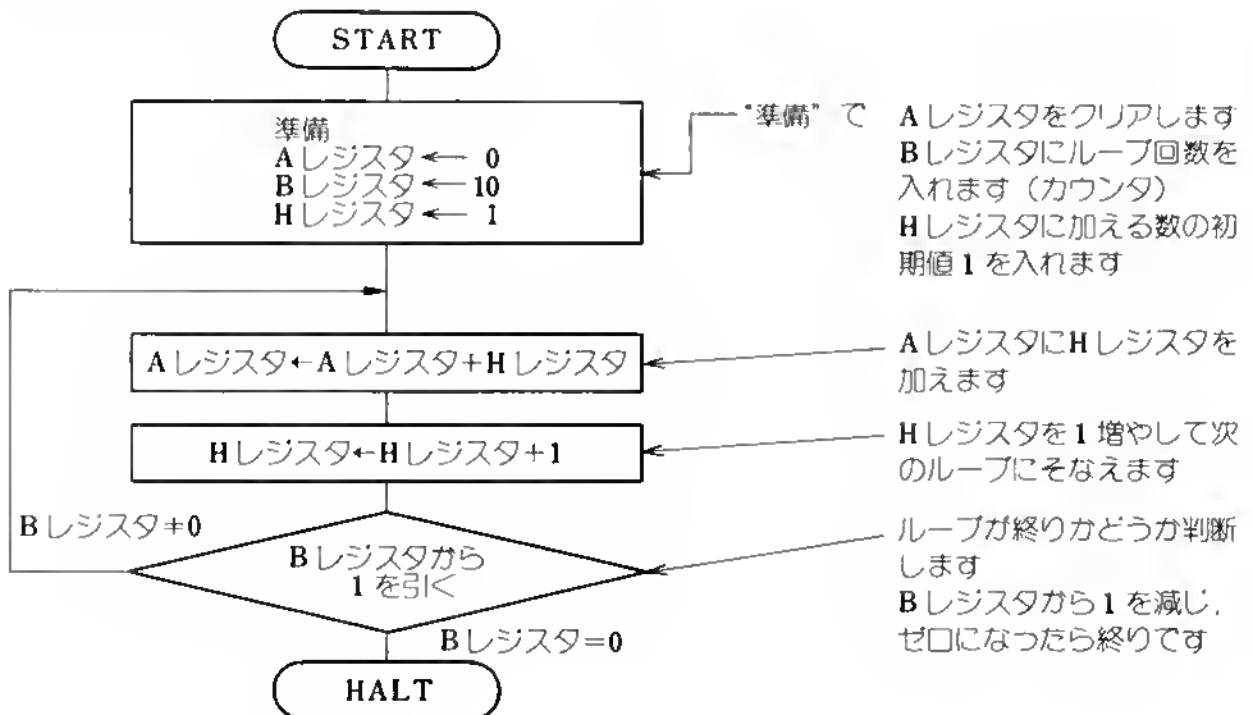 START
準備
Aレジスタ← 0
Bレジスタ← 10
Hレジスタ← 1
"準備"で
Aレジスタをクリアします
Bレジスタにループ回数を
入れます（カウンタ）
Hレジスタに加える数の初
期値1を入れます
Aレジスタ←Aレジスタ+Hレジスタ
Aレジスタにレジスタを
加えます
Hレジスタ←Hレジスタ+1
Hレジスタを1増やして次
のループにそなえます
Bレジスタ≠0
Bレジスタから
1を引く
ループが終りかどうか判断
します
Bレジスタから1を減じ，
ゼロになったら終りです
Bレジスタ=0
HALT